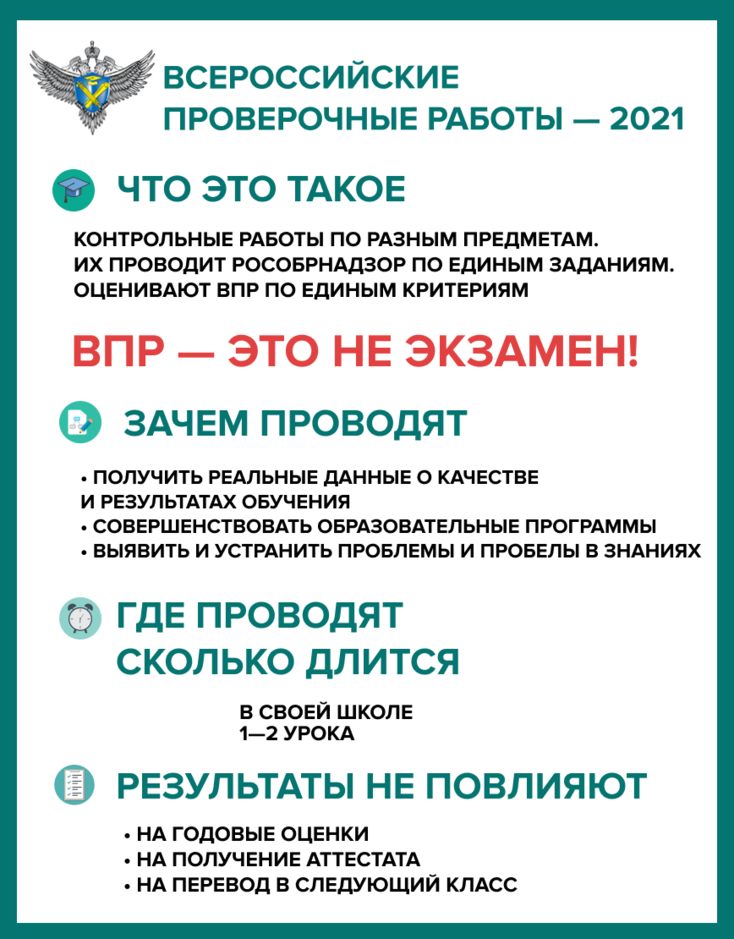 ВСЕРОССИЙСКИЕ
ПРОВЕРОЧНЫЕ РАБОТЫ — 2021
ЧТО ЭТО ТАКОЕ
КОНТРОЛЬНЫЕ РАБОТЫ ПО РАЗНЫМ ПРЕДМЕТАМ.
ИХ ПРОВОДИТ РОСОБРНАДЗОР ПО ЕДИНЫМ ЗАДАНИЯМ.
ОЦЕНИВАЮТ ВПР ПО ЕДИНЫМ КРИТЕРИЯМ
ВПР — ЭТО НЕ ЭКЗАМЕН!
ЗАЧЕМ ПРОВОДЯТ
• ПОЛУЧИТЬ РЕАЛЬНЫЕ ДАННЫЕ О КАЧЕСТВЕ
И РЕЗУЛЬТАТАХ ОБУЧЕНИЯ
• СОВЕРШЕНСТВОВАТЬ ОБРАЗОВАТЕЛЬНЫЕ ПРОГРАММЫ
• ВЫЯВИТЬ И УСТРАНИТЬ ПРОБЛЕМЫ И ПРОБЕЛЫ В ЗНАНИЯХ
ГДЕ ПРОВОДЯТ
СКОЛЬКО ДЛИТСЯ
В СВОЕЙ ШКОЛЕ
1—2 УРОКА
РЕЗУЛЬТАТЫ НЕ ПОВЛИЯЮТ
• НА ГОДОВЫЕ ОЦЕНКИ
• НА ПОЛУЧЕНИЕ АТТЕСТАТА
• НА ПЕРЕВОД В СЛЕДУЮЩИЙ КЛАСС